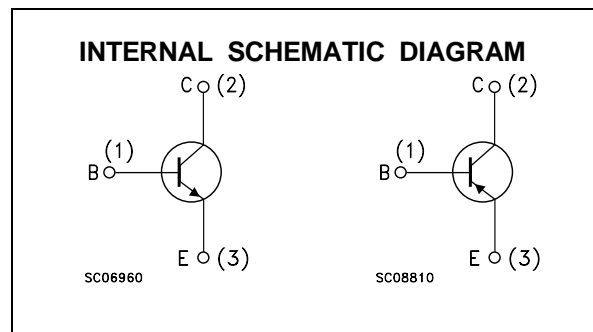 INTERNAL SCHEMATIC DIAGRAM
C (2)
(1)
B
E (3)
SC06960
C (2)
(1)
B
E (3)
SC08810